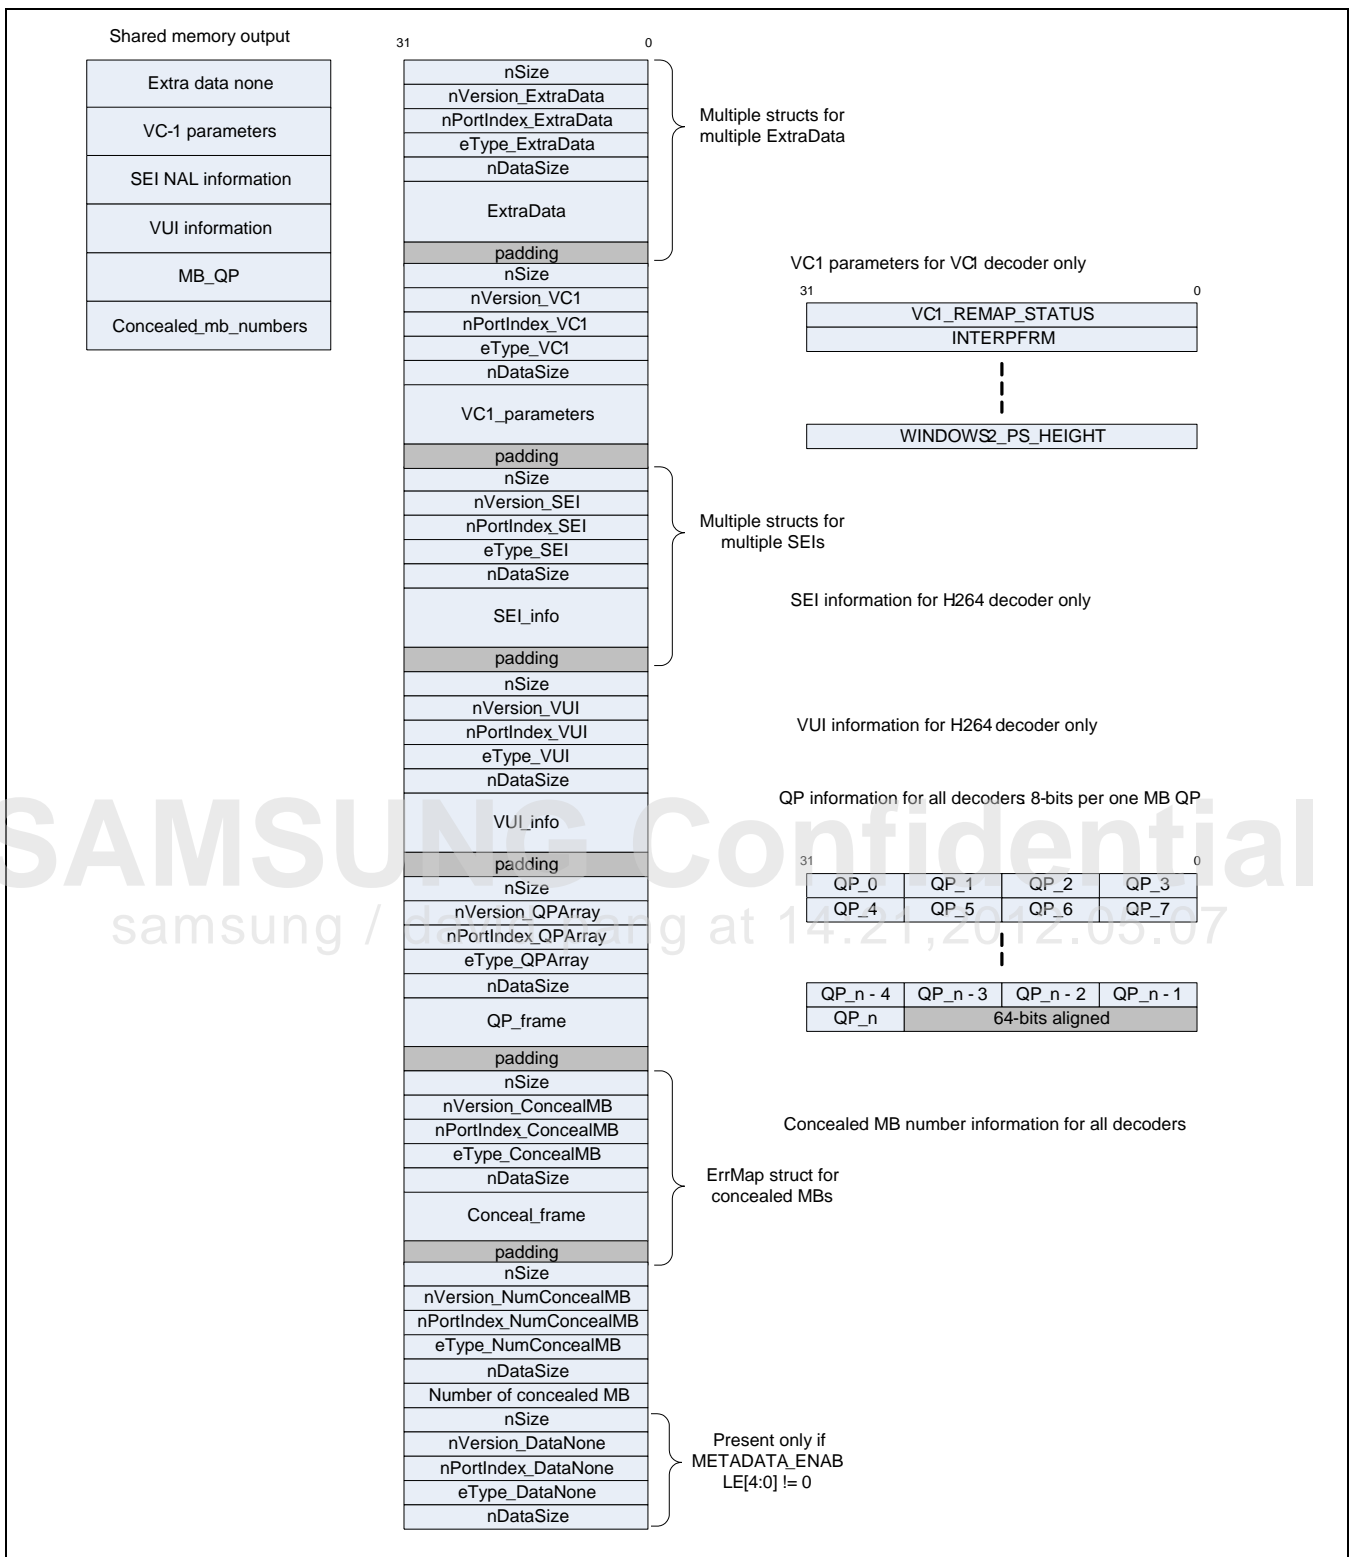 Shared memory output
Extra data none
VC-1 parameters
SEI NAL information
VUI information
MB_QP
Concealed_mb_numbers
31 0
nSize
nVersion_ExtraData
nPortIndex_ExtraData
eType_ExtraData
nDataSize
ExtraData
padding
nSize
nVersion_VC1
nPortIndex_VC1
eType_VC1
nDataSize
VC1_parameters
padding
nSize
nVersion_SEI
nPortIndex_SEI
eType_SEI
nDataSize
SEI_info
padding
nSize
nVersion_VUI
nPortIndex_VUI
eType_VUI
nDataSize
VUI_info
padding
nSize
nVersion_QPArray
nPortIndex_QPArray
eType_QPArray
nDataSize
QP_frame
padding
nSize
nVersion_ConcealMB
nPortIndex_ConcealMB
eType_ConcealMB
nDataSize
Conceal_frame
padding
nSize
nVersion_NumConcealMB
nPortIndex_NumConcealMB
eType_NumConcealMB
nDataSize
Number of concealed MB
nSize
nVersion_DataNone
nPortIndex_DataNone
eType_DataNone
nDataSize
Multiple structs for
multiple ExtraData
Multiple structs for
multiple SEIs
ErrMap struct for
concealed MBs
Present only if
METADATA_ENAB
LE[4:0] != 0
VC1 parameters for VC1 decoder only
31 0
VC1_REMAP_STATUS
INTERPFRM
WINDOWS2_PS_HEIGHT
SEI information for H264 decoder only
VUI information for H264 decoder only
QP information for all decoders 8-bits per one MB QP
31 0
QP_0 QP_1 QP_2 QP_3
QP_4 QP_5 QP_6 QP_7
QP_n - 4 QP_n - 3 QP_n - 2 QP_n - 1
QP_n 64-bits aligned
Concealed MB number information for all decoders
SAMSUNG Confidential
samsung / at 14:21,2012.05.07